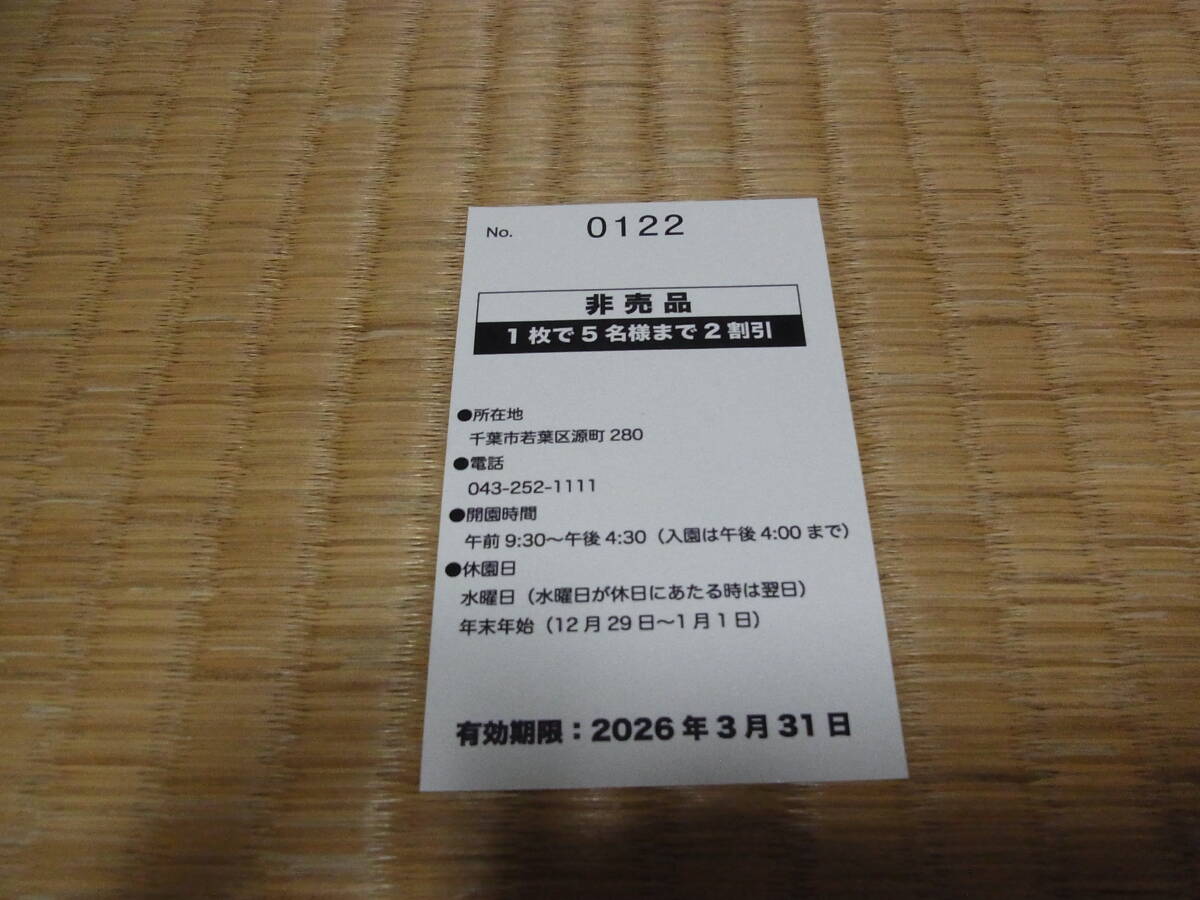 No. 0122
非売品
1枚で5名様まで2割引
●所在地
千葉市若葉区源町280
●電話
043-252-1111
●開園時間
午前9:30～午後4:30（入園は午後4:00まで）
●休園日
水曜日（水曜日が休日にあたる時は翌日）
年末年始（12月29日～1月1日）
有効期限：2026年3月31日